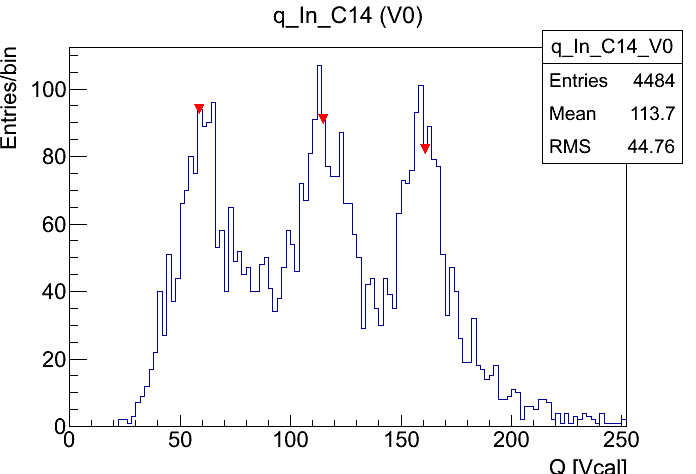 q_In_C14 (V0)
q_In_C14_V0
Entries 4484
Mean 113.7
RMS 44.76
Entries/bin
100
80
60
40
20
0
0 50 100 150 200 250
Q [Vcal]